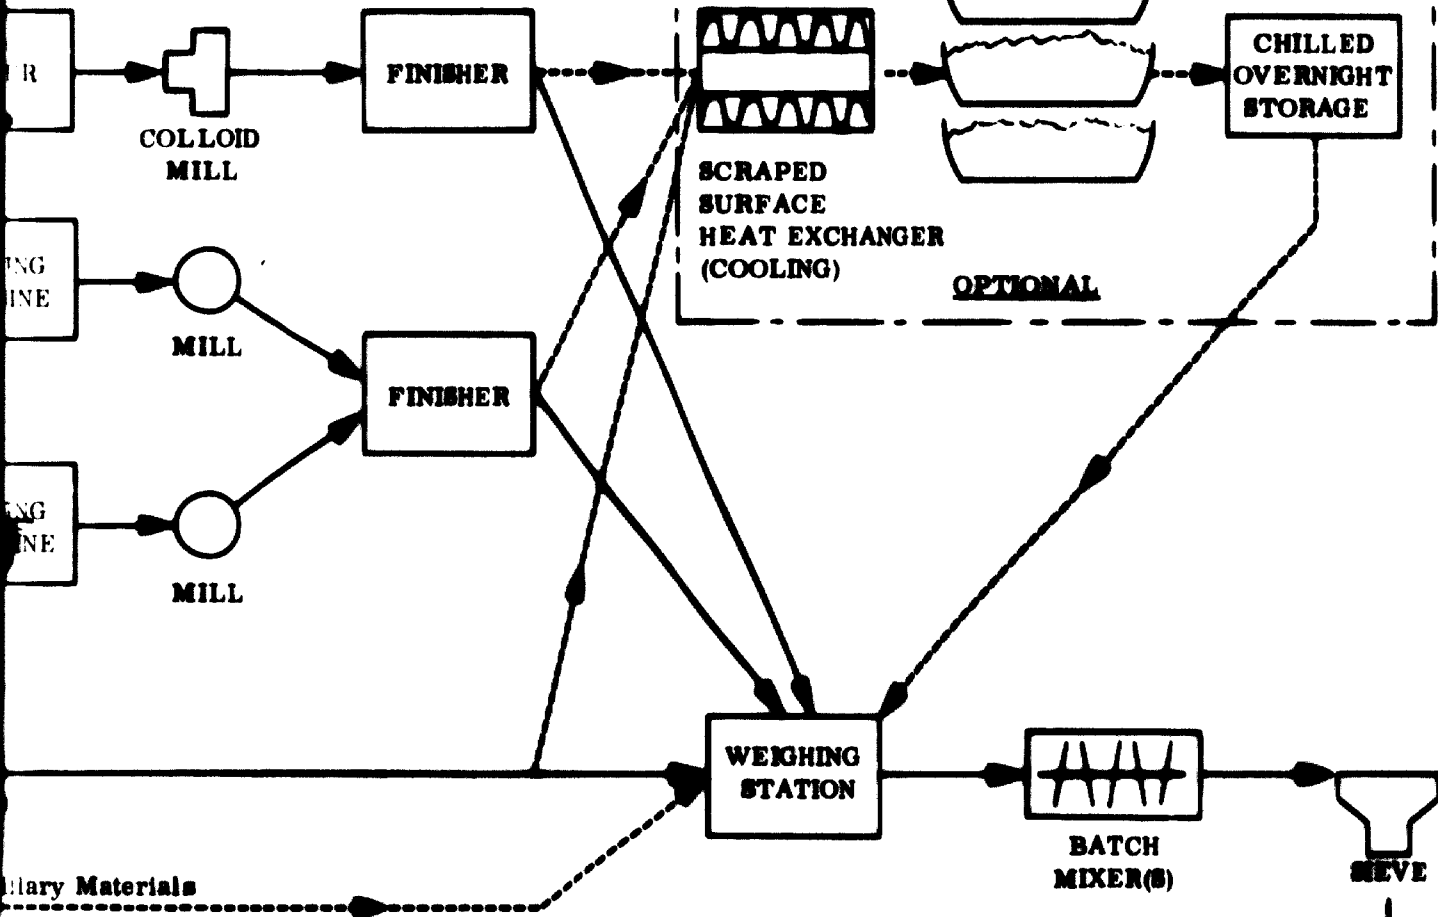 FINISHER
CHILLED
OVERNIGHT
STORAGE
COLLOID
MILL
SCRAPED
SURFACE
HEAT EXCHANGER
(COOLING)
OPTIONAL
MILL
FINISHER
MILL
WEIGHING
STATION
BATCH
MIXER(S)
SIEVE
Materials